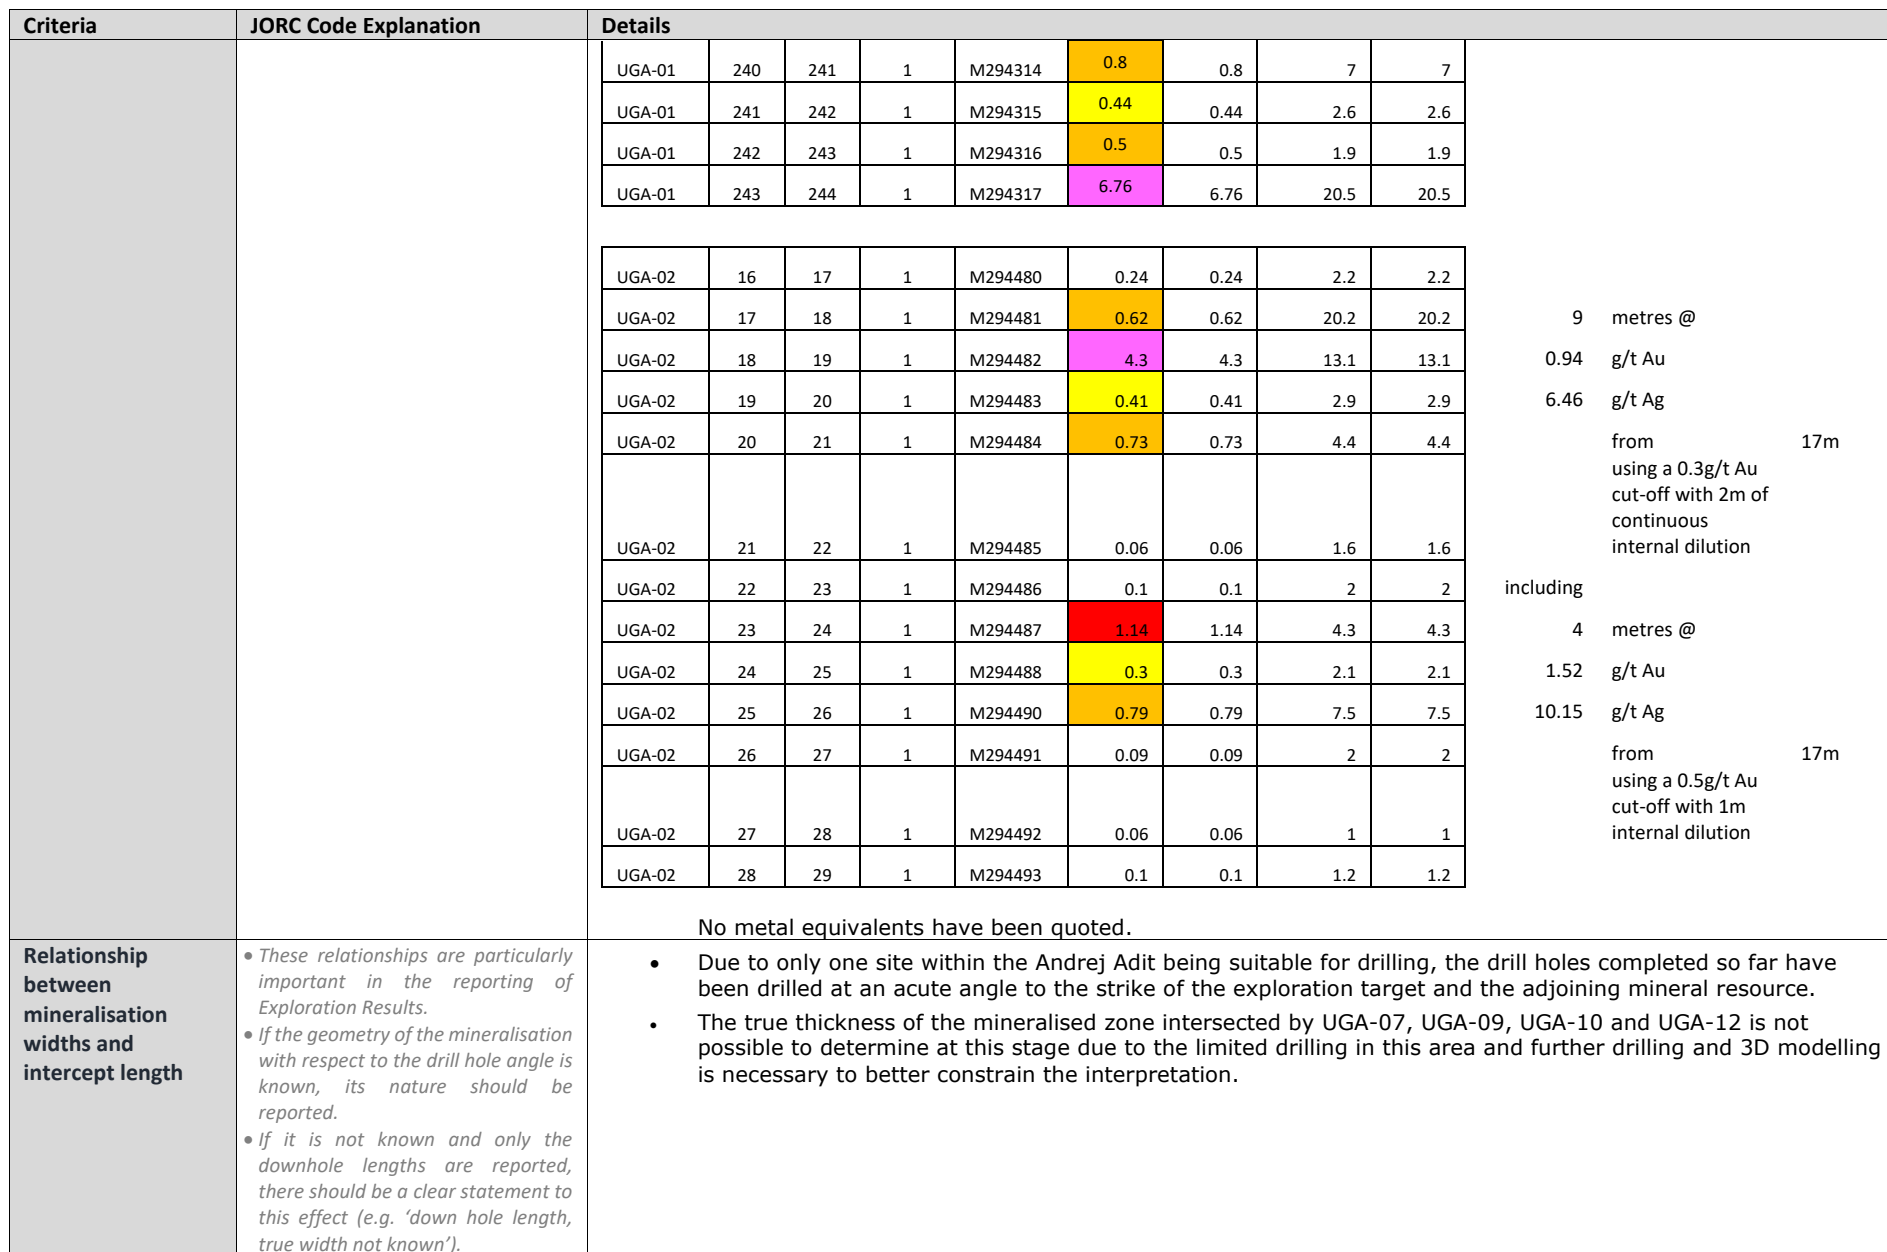 Criteria JORC Code Explanation Details
UGA-01 240 241 1 M294314 0.8 0.8 7 7
UGA-01 241 242 1 M294315 0.44 0.44 2.6 2.6
UGA-01 242 243 1 M294316 0.5 0.5 1.9 1.9
UGA-01 243 244 1 M294317 6.76 6.76 20.5 20.5
UGA-02 16 17 1 M294480 0.24 0.24 2.2 2.2
UGA-02 17 18 1 M294481 0.62 0.62 20.2 20.2 9 metres @
UGA-02 18 19 1 M294482 4.3 4.3 13.1 13.1 0.94 g/t Au
UGA-02 19 20 1 M294483 0.41 0.41 2.9 2.9 6.46 g/t Ag
UGA-02 20 21 1 M294484 0.73 0.73 4.4 4.4 from 17m
using a 0.3g/t Au
cut-off with 2m of
continuous
UGA-02 21 22 1 M294485 0.06 0.06 1.6 1.6 internal dilution
UGA-02 22 23 1 M294486 0.1 0.1 2 2 including
UGA-02 23 24 1 M294487 1.14 1.14 4.3 4.3 4 metres @
UGA-02 24 25 1 M294488 0.3 0.3 2.1 2.1 1.52 g/t Au
UGA-02 25 26 1 M294490 0.79 0.79 7.5 7.5 10.15 g/t Ag
UGA-02 26 27 1 M294491 0.09 0.09 2 2 from 17m
using a 0.5g/t Au
cut-off with 1m
UGA-02 27 28 1 M294492 0.06 0.06 1 1 internal dilution
UGA-02 28 29 1 M294493 0.1 0.1 1.2 1.2
No metal equivalents have been quoted.
Relationship
between
mineralisation
widths and
intercept length
• These relationships are particularly
important in the reporting of
Exploration Results.
• If the geometry of the mineralisation
with respect to the drill hole angle is
known, its nature should be
reported.
• If it is not known and only the
downhole lengths are reported,
there should be a clear statement to
this effect (e.g. ‘down hole length,
true width not known’).
• Due to only one site within the Andrej Adit being suitable for drilling, the drill holes completed so far have
been drilled at an acute angle to the strike of the exploration target and the adjoining mineral resource.
• The true thickness of the mineralised zone intersected by UGA-07, UGA-09, UGA-10 and UGA-12 is not
possible to determine at this stage due to the limited drilling in this area and further drilling and 3D modelling
is necessary to better constrain the interpretation.